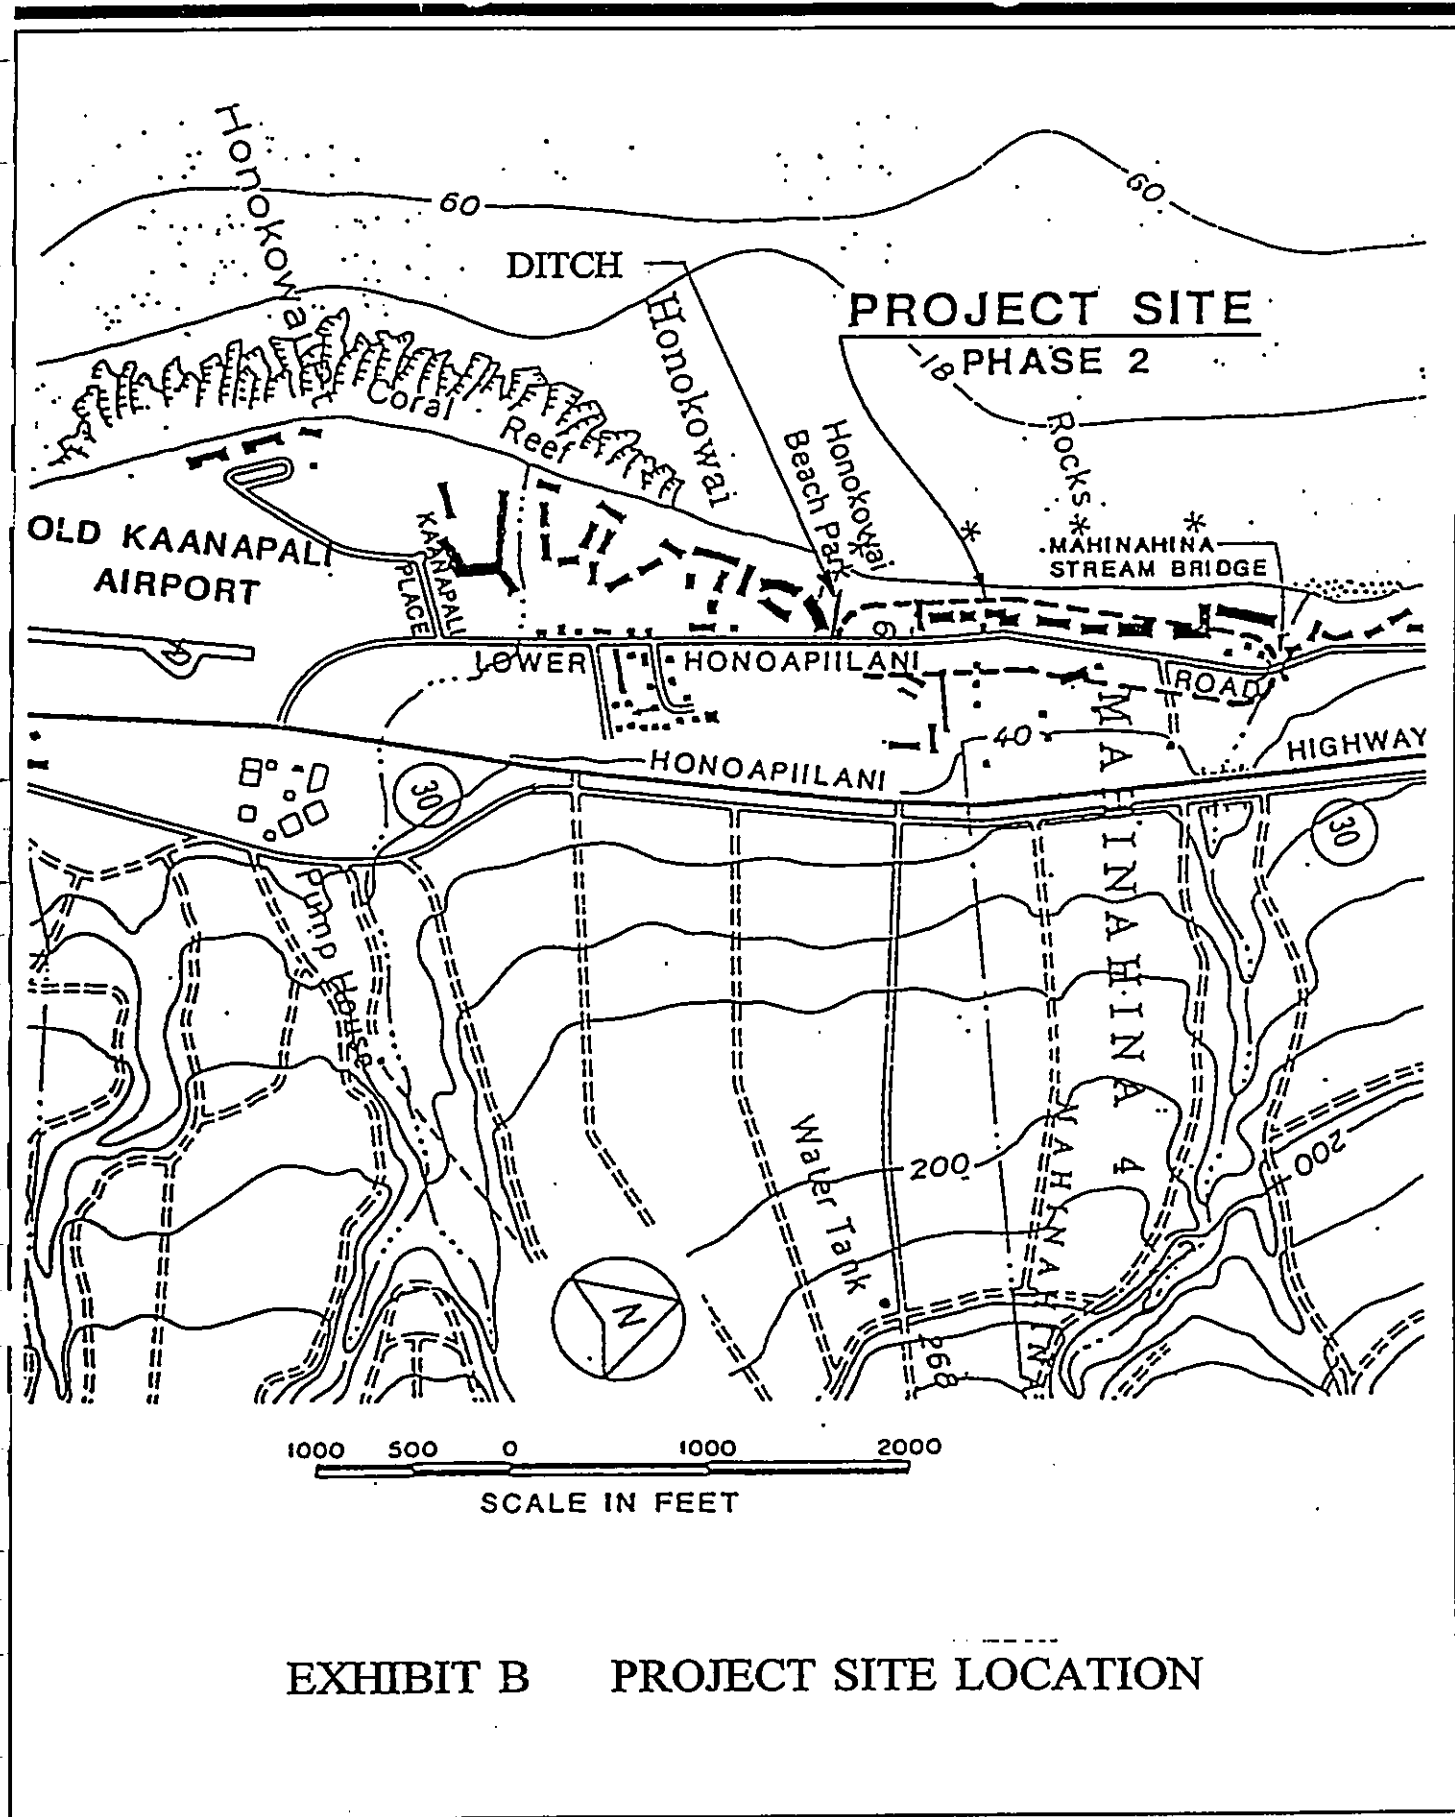 Honokowai
60
60
DITCH
Honokowai
PROJECT SITE
PHASE 2
18
Coral
Reef
Honokowai
Beach Park
Rocks
OLD KAANAPALI
AIRPORT
KAANAPALI
PLACE
MAHINAHINA
STREAM BRIDGE
6
LOWER HONOAPIILANI ROAD
40
HONOAPIILANI HIGHWAY
30
30
Pump House
MAHINAHINA 4
Water Tank
200
200
268
N
1000 500 0 1000 2000
SCALE IN FEET
EXHIBIT B PROJECT SITE LOCATION